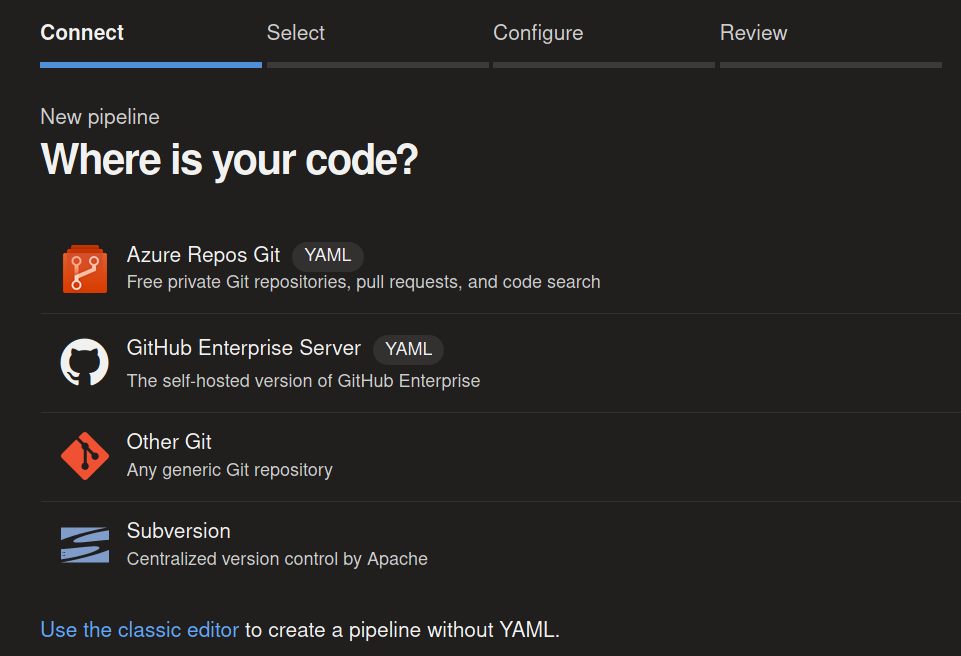 Connect Select Configure Review
New pipeline
Where is your code?
Azure Repos Git YAML
Free private Git repositories, pull requests, and code search
GitHub Enterprise Server YAML
The self-hosted version of GitHub Enterprise
Other Git
Any generic Git repository
Subversion
Centralized version control by Apache
Use the classic editor to create a pipeline without YAML.